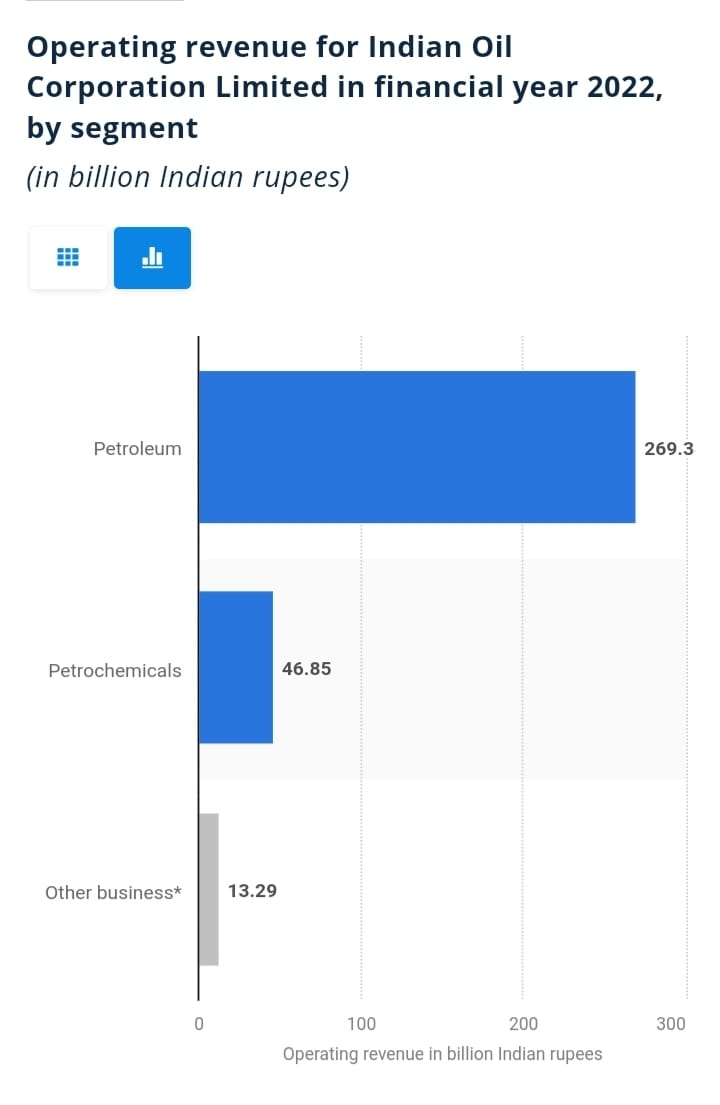 Operating revenue for Indian Oil
Corporation Limited in financial year 2022,
by segment
(in billion Indian rupees)
Petroleum
269.3
Petrochemicals
46.85
Other business*
13.29
0 100 200 300
Operating revenue in billion Indian rupees